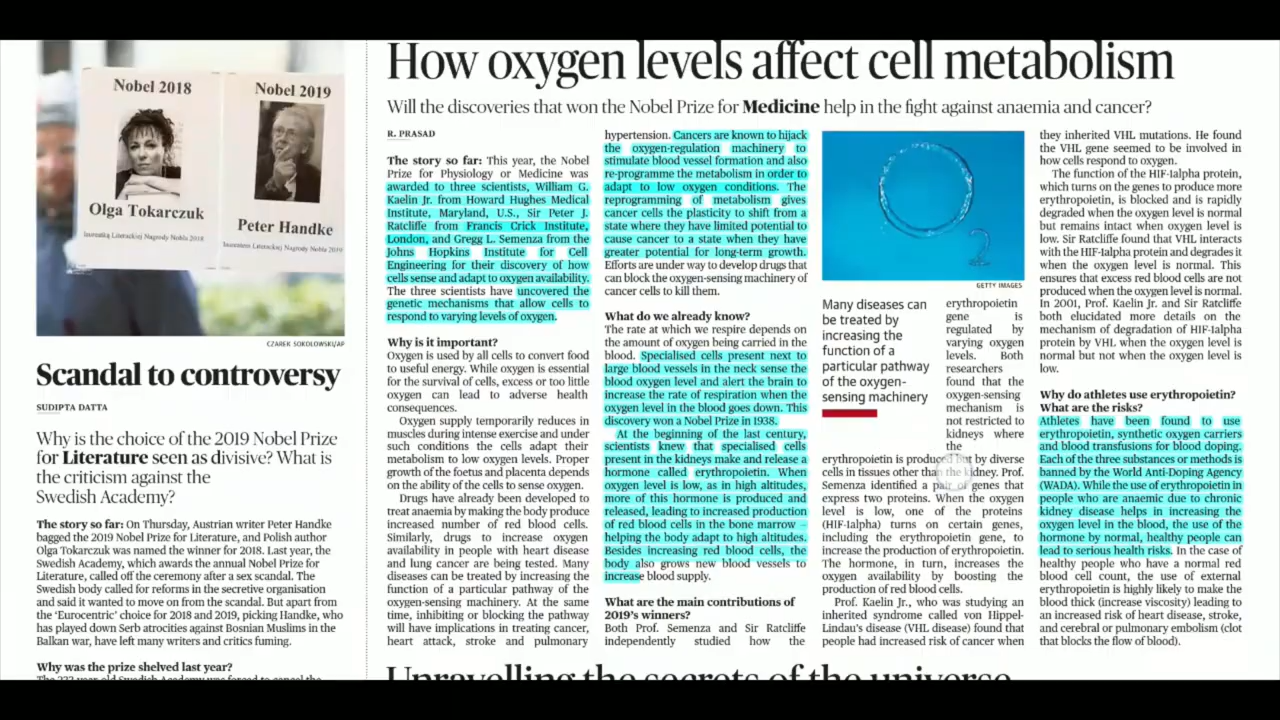 Nobel 2018
Nobel 2019
Olga Tokarczuk
Peter Handke
Laureatką Literackiej Nagrody Nobla 2018
Laureatem Literackiej Nagrody Nobla 2019
CZAREK SOKOLOWSKI/AP
Scandal to controversy
SUDIPTA DATTA
Why is the choice of the 2019 Nobel Prize
for Literature seen as divisive? What is
the criticism against the
Swedish Academy?
The story so far: On Thursday, Austrian writer Peter Handke
bagged the 2019 Nobel Prize for Literature, and Polish author
Olga Tokarczuk was named the winner for 2018. Last year, the
Swedish Academy, which awards the annual Nobel Prize for
Literature, called off the ceremony after a sex scandal. The
Swedish body called for reforms in the secretive organisation
and said it wanted to move on from the scandal. But apart from
the 'Eurocentric' choice for 2018 and 2019, picking Handke, who
has played down Serb atrocities against Bosnian Muslims in the
Balkan war, have left many writers and critics fuming.
Why was the prize shelved last year?
How oxygen levels affect cell metabolism
Will the discoveries that won the Nobel Prize for Medicine help in the fight against anaemia and cancer?
R. PRASAD
The story so far: This year, the Nobel
Prize for Physiology or Medicine was
awarded to three scientists, William G.
Kaelin Jr. from Howard Hughes Medical
Institute, Maryland, U.S., Sir Peter J.
Ratcliffe from Francis Crick Institute,
London, and Gregg L. Semenza from the
Johns Hopkins Institute for Cell
Engineering for their discovery of how
cells sense and adapt to oxygen availability.
The three scientists have uncovered the
genetic mechanisms that allow cells to
respond to varying levels of oxygen.
Why is it important?
Oxygen is used by all cells to convert food
to useful energy. While oxygen is essential
for the survival of cells, excess or too little
oxygen can lead to adverse health
consequences.
Oxygen supply temporarily reduces in
muscles during intense exercise and under
such conditions the cells adapt their
metabolism to low oxygen levels. Proper
growth of the foetus and placenta depends
on the ability of the cells to sense oxygen.
Drugs have already been developed to
treat anaemia by making the body produce
increased number of red blood cells.
Similarly, drugs to increase oxygen
availability in people with heart disease
and lung cancer are being tested. Many
diseases can be treated by increasing the
function of a particular pathway of the
oxygen-sensing machinery. At the same
time, inhibiting or blocking the pathway
will have implications in treating cancer,
heart attack, stroke and pulmonary
hypertension. Cancers are known to hijack
the oxygen-regulation machinery to
stimulate blood vessel formation and also
re-programme the metabolism in order to
adapt to low oxygen conditions. The
reprogramming of metabolism gives
cancer cells the plasticity to shift from a
state where they have limited potential to
cause cancer to a state when they have
greater potential for long-term growth.
Efforts are under way to develop drugs that
can block the oxygen-sensing machinery of
cancer cells to kill them.
What do we already know?
The rate at which we respire depends on
the amount of oxygen being carried in the
blood. Specialised cells present next to
large blood vessels in the neck sense the
blood oxygen level and alert the brain to
increase the rate of respiration when the
oxygen level in the blood goes down. This
discovery won a Nobel Prize in 1938.
At the beginning of the last century,
scientists knew that specialised cells
present in the kidneys make and release a
hormone called erythropoietin. When
oxygen level is low, as in high altitudes,
more of this hormone is produced and
released, leading to increased production
of red blood cells in the bone marrow –
helping the body adapt to high altitudes.
Besides increasing red blood cells, the
body also grows new blood vessels to
increase blood supply.
What are the main contributions of
2019's winners?
Both Prof. Semenza and Sir Ratcliffe
independently studied how the
GETTY IMAGES
Many diseases can
be treated by
increasing the
function of a
particular pathway
of the oxygen-
sensing machinery
erythropoietin
gene is
regulated by
varying oxygen
levels. Both
researchers
found that the
oxygen-sensing
mechanism is
not restricted to
kidneys where
the
erythropoietin is produced but by diverse
cells in tissues other than the kidney. Prof.
Semenza identified a pair of genes that
express two proteins. When the oxygen
level is low, one of the proteins
(HIF-1alpha) turns on certain genes,
including the erythropoietin gene, to
increase the production of erythropoietin.
The hormone, in turn, increases the
oxygen availability by boosting the
production of red blood cells.
Prof. Kaelin Jr., who was studying an
inherited syndrome called von Hippel-
Lindau's disease (VHL disease) found that
people had increased risk of cancer when
they inherited VHL mutations. He found
the VHL gene seemed to be involved in
how cells respond to oxygen.
The function of the HIF-1alpha protein,
which turns on the genes to produce more
erythropoietin, is blocked and is rapidly
degraded when the oxygen level is normal
but remains intact when oxygen level is
low. Sir Ratcliffe found that VHL interacts
with the HIF-1alpha protein and degrades it
when the oxygen level is normal. This
ensures that excess red blood cells are not
produced when the oxygen level is normal.
In 2001, Prof. Kaelin Jr. and Sir Ratcliffe
both elucidated more details on the
mechanism of degradation of HIF-1alpha
protein by VHL when the oxygen level is
normal but not when the oxygen level is
low.
Why do athletes use erythropoietin?
What are the risks?
Athletes have been found to use
erythropoietin, synthetic oxygen carriers
and blood transfusions for blood doping.
Each of the three substances or methods is
banned by the World Anti-Doping Agency
(WADA). While the use of erythropoietin in
people who are anaemic due to chronic
kidney disease helps in increasing the
oxygen level in the blood, the use of the
hormone by normal, healthy people can
lead to serious health risks. In the case of
healthy people who have a normal red
blood cell count, the use of external
erythropoietin is highly likely to make the
blood thick (increase viscosity) leading to
an increased risk of heart disease, stroke,
and cerebral or pulmonary embolism (clot
that blocks the flow of blood).
Unravelling the secrets of the universe